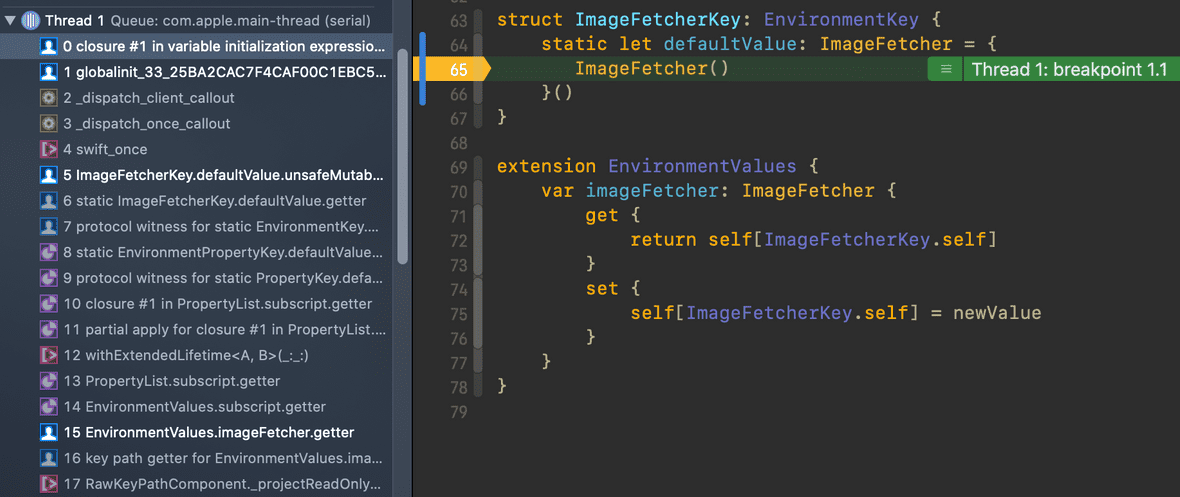 Thread 1 Queue: com.apple.main-thread (serial)
0 closure #1 in variable initialization expressio...
1 globalinit_33_25BA2CAC7F4CAF00C1EBC5...
2 _dispatch_client_callout
3 _dispatch_once_callout
4 swift_once
5 ImageFetcherKey.defaultValue.unsafeMutab...
6 static ImageFetcherKey.defaultValue.getter
7 protocol witness for static EnvironmentKey....
8 static EnvironmentPropertyKey.defaultValue...
9 protocol witness for static PropertyKey.defa...
10 closure #1 in PropertyList.subscript.getter
11 partial apply for closure #1 in PropertyList....
12 withExtendedLifetime<A, B>(_:_:)
13 PropertyList.subscript.getter
14 EnvironmentValues.subscript.getter
15 EnvironmentValues.imageFetcher.getter
16 key path getter for EnvironmentValues.ima...
17 RawKeyPathComponent._projectReadOnly...
63 struct ImageFetcherKey: EnvironmentKey {
64 static let defaultValue: ImageFetcher = {
65 ImageFetcher() Thread 1: breakpoint 1.1
66 }()
67 }
68
69 extension EnvironmentValues {
70 var imageFetcher: ImageFetcher {
71 get {
72 return self[ImageFetcherKey.self]
73 }
74 set {
75 self[ImageFetcherKey.self] = newValue
76 }
77 }
78 }
79